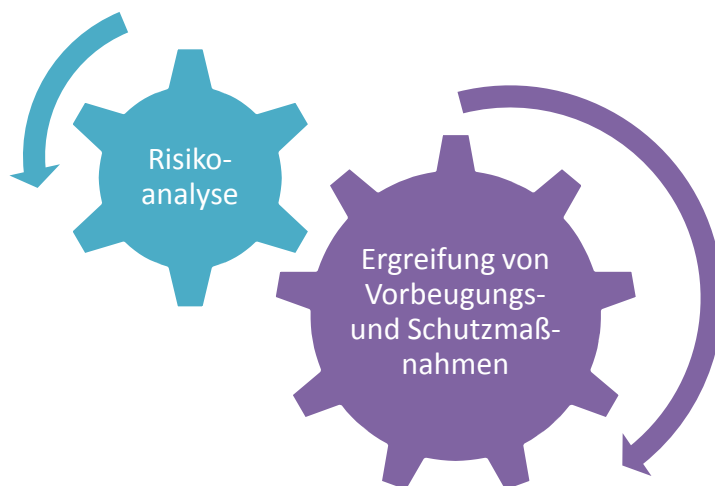 Risiko-
analyse
Ergreifung von
Vorbeugungs-
und Schutzmaß-
nahmen